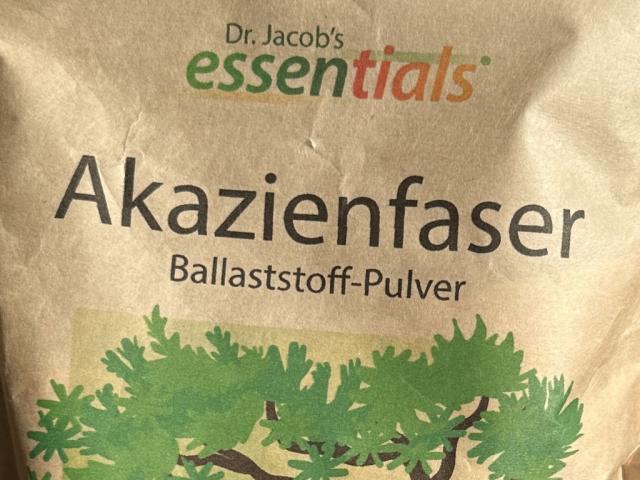 Dr. Jacob's
essentials®
Akazienfaser
Ballaststoff-Pulver